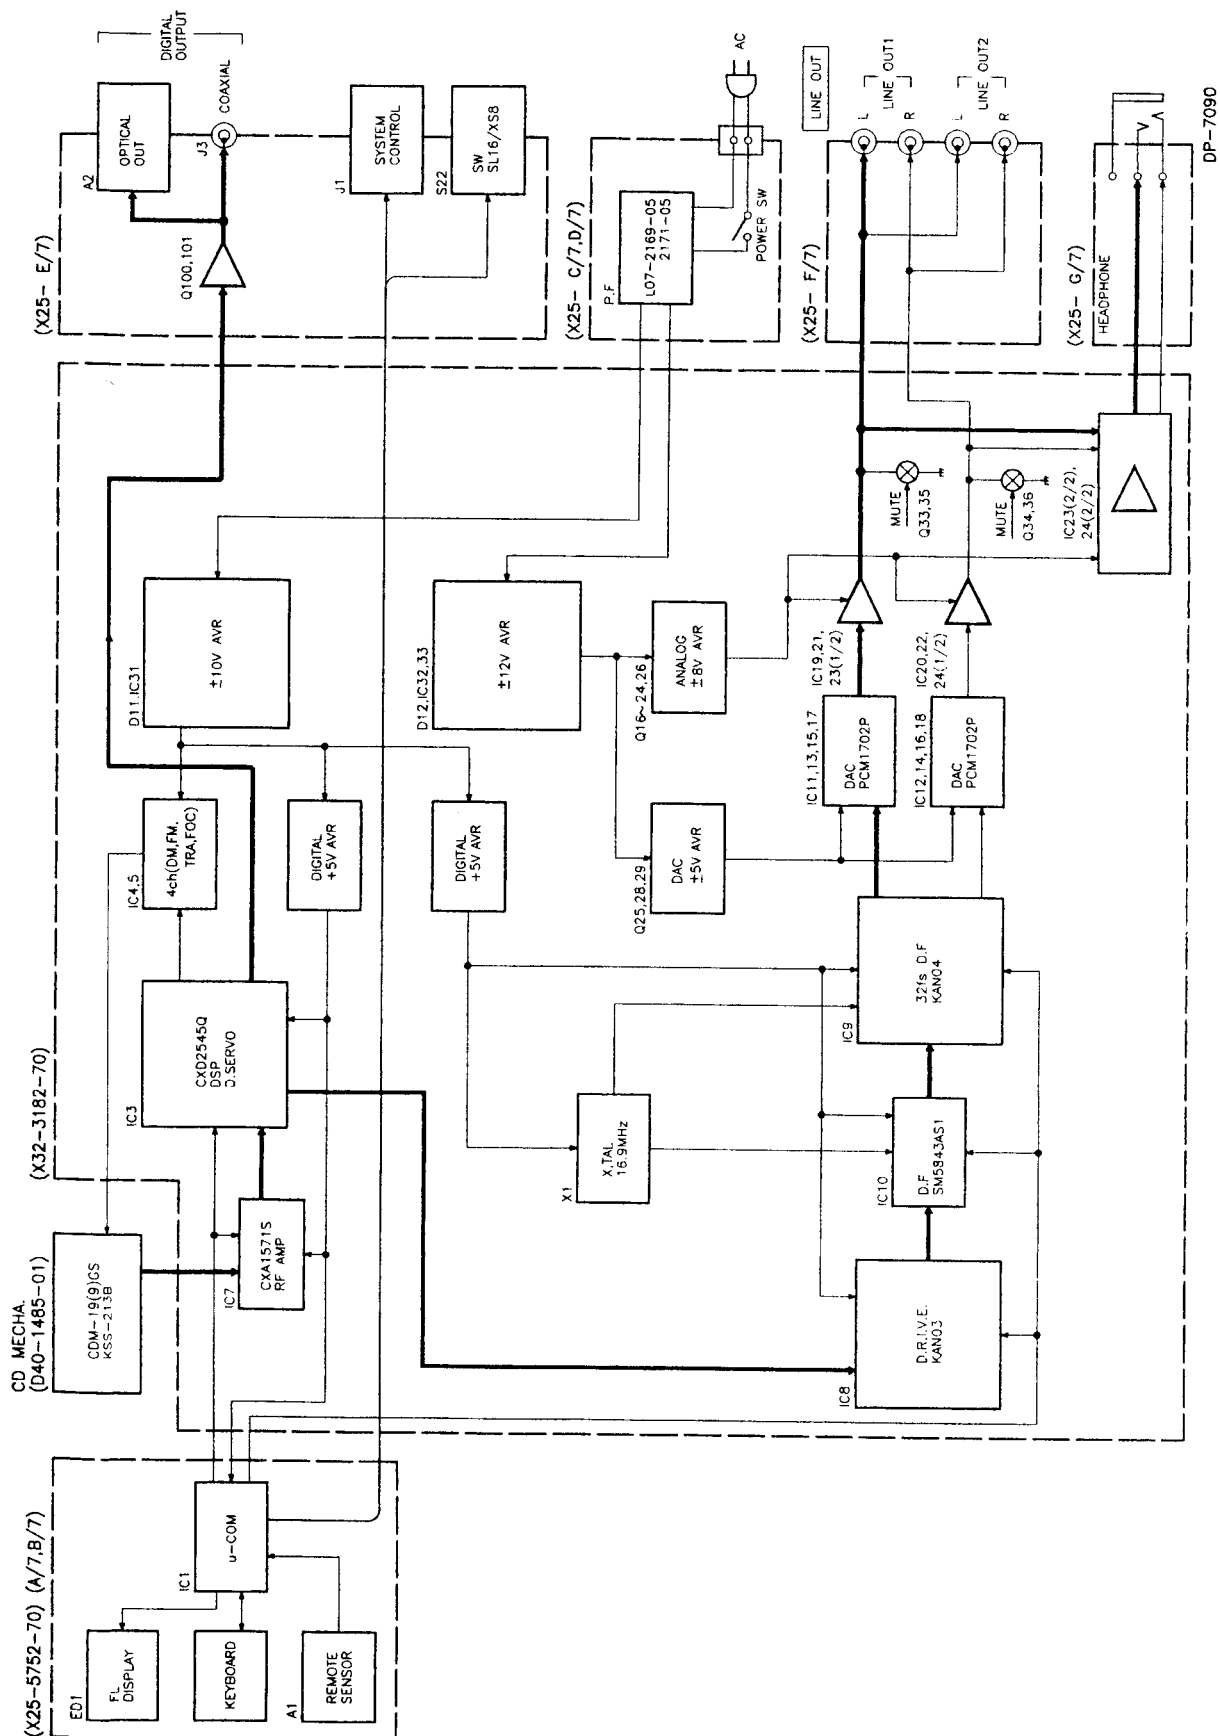 (X25-5752-70) (A/7,B/7)
ED1
FL
DISPLAY
KEYBOARD
A1
REMOTE
SENSOR
IC1
u-COM
CD MECHA.
(D40-1485-01)
CDM-19(9)GS
KSS-213B
(X32-3182-70)
IC7
CXA1571S
RF AMP
IC3
CXD2545Q
DSP
D.SERVO
IC4,5
4ch(DM,FM,
TRA,FOC)
DIGITAL
+5V AVR
D11,IC31
±10V AVR
DIGITAL
+5V AVR
D12,IC32,33
±12V AVR
Q25,28,29
DAC
±5V AVR
Q16~24,26
ANALOG
±8V AVR
X1
X,TAL
16.9MHz
IC8
D.R.I.V.E.
KAN03
IC10
D.F
SM5843AS1
IC9
32fs D.F
KAN04
IC11,13,15,17
DAC
PCM1702P
IC12,14,16,18
DAC
PCM1702P
IC19,21,
23(1/2)
IC20,22,
24(1/2)
MUTE
Q33,35
MUTE
Q34,36
IC23(2/2),
24(2/2)
(X25- E/7)
Q100,101
A2
OPTICAL
OUT
J3
COAXIAL
DIGITAL
OUTPUT
J1
SYSTEM
CONTROL
S22
SW
SL16/XS8
(X25- C/7,D/7)
P.F
L07-2169-05
2171-05
POWER SW
AC
(X25- F/7)
LINE OUT
L
R
LINE OUT1
L
R
LINE OUT2
(X25- G/7)
HEADPHONE
DP-7090